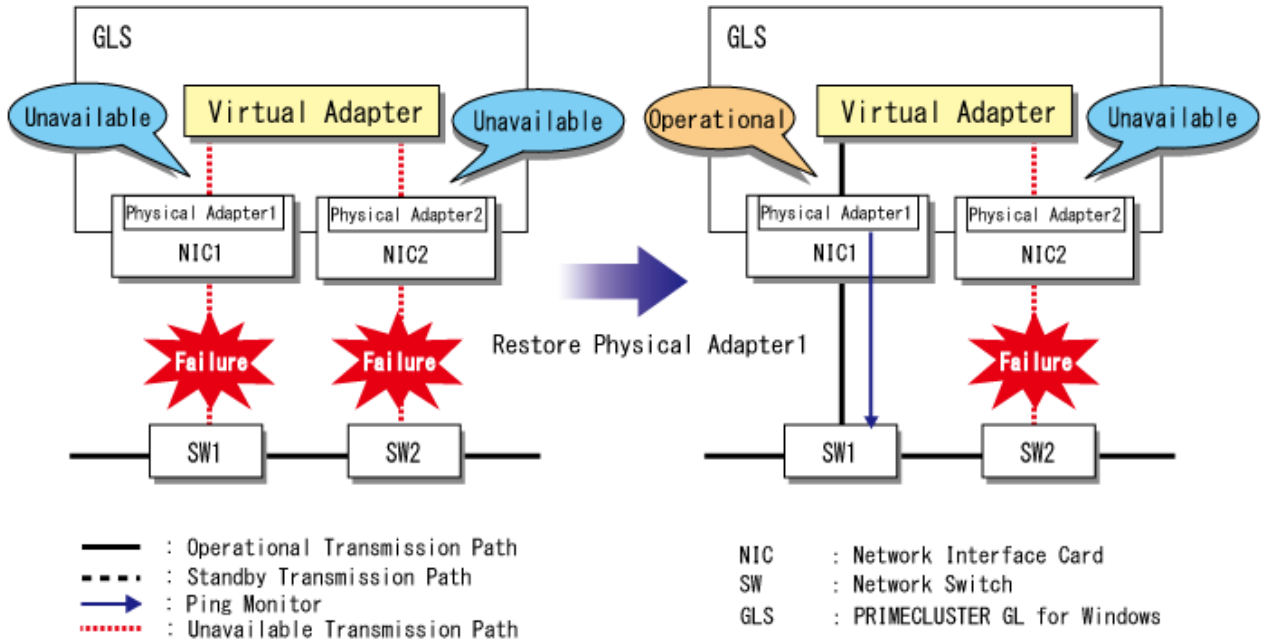 GLS
Unavailable
Virtual Adapter
Unavailable
Physical Adapter1
NIC1
Physical Adapter2
NIC2
Failure
Failure
SW1
SW2
Restore Physical Adapter1
GLS
Operational
Virtual Adapter
Unavailable
Physical Adapter1
NIC1
Physical Adapter2
NIC2
Failure
SW1
SW2
: Operational Transmission Path
: Standby Transmission Path
: Ping Monitor
: Unavailable Transmission Path
NIC : Network Interface Card
SW : Network Switch
GLS : PRIMECLUSTER GL for Windows